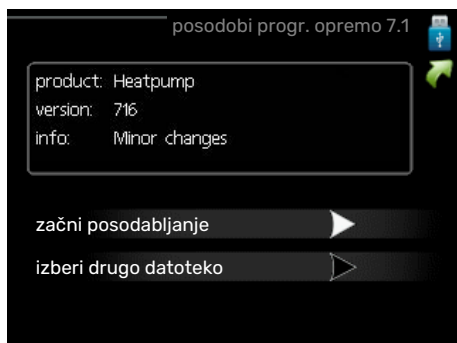 posodobi progr. opremo 7.1
product: Heatpump
version: 716
info: Minor changes
začni posodabljanje
izberi drugo datoteko